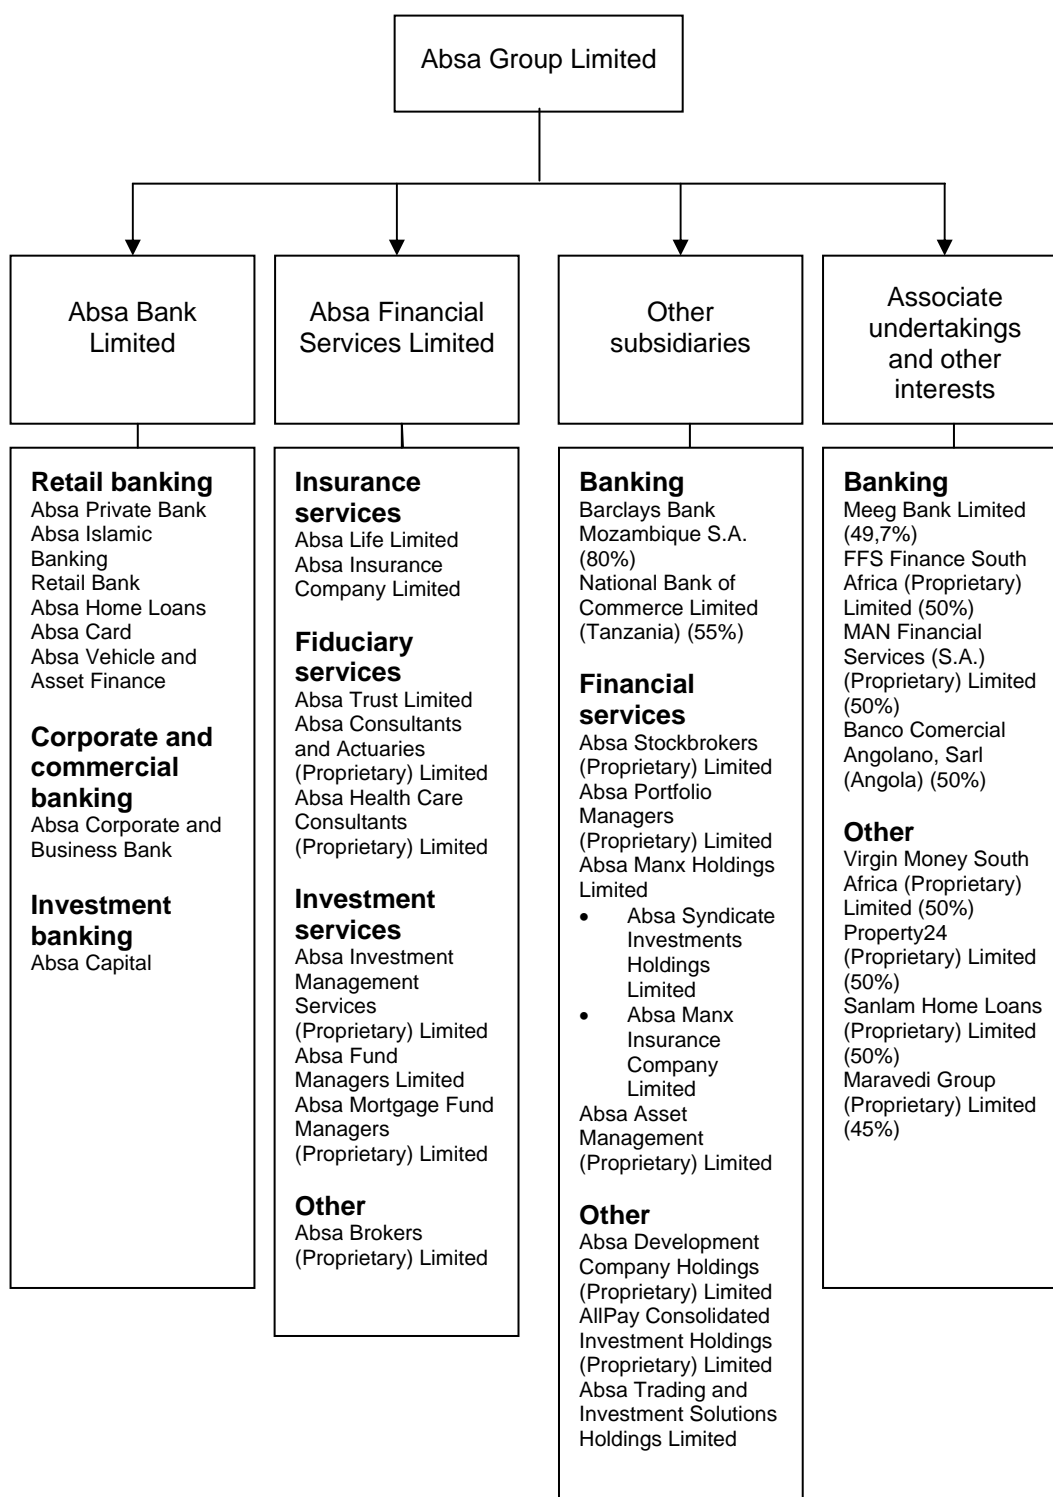 Absa Group Limited
Absa Bank
Limited
Absa Financial
Services Limited
Other
subsidiaries
Associate
undertakings
and other
interests
Retail banking
Absa Private Bank
Absa Islamic
Banking
Retail Bank
Absa Home Loans
Absa Card
Absa Vehicle and
Asset Finance
Corporate and
commercial
banking
Absa Corporate and
Business Bank
Investment
banking
Absa Capital
Insurance
services
Absa Life Limited
Absa Insurance
Company Limited
Fiduciary
services
Absa Trust Limited
Absa Consultants
and Actuaries
(Proprietary) Limited
Absa Health Care
Consultants
(Proprietary) Limited
Investment
services
Absa Investment
Management
Services
(Proprietary) Limited
Absa Fund
Managers Limited
Absa Mortgage Fund
Managers
(Proprietary) Limited
Other
Absa Brokers
(Proprietary) Limited
Banking
Barclays Bank
Mozambique S.A.
(80%)
National Bank of
Commerce Limited
(Tanzania) (55%)
Financial
services
Absa Stockbrokers
(Proprietary) Limited
Absa Portfolio
Managers
(Proprietary) Limited
Absa Manx Holdings
Limited
• Absa Syndicate
Investments
Holdings
Limited
• Absa Manx
Insurance
Company
Limited
Absa Asset
Management
(Proprietary) Limited
Other
Absa Development
Company Holdings
(Proprietary) Limited
AllPay Consolidated
Investment Holdings
(Proprietary) Limited
Absa Trading and
Investment Solutions
Holdings Limited
Banking
Meeg Bank Limited
(49,7%)
FFS Finance South
Africa (Proprietary)
Limited (50%)
MAN Financial
Services (S.A.)
(Proprietary) Limited
(50%)
Banco Comercial
Angolano, Sarl
(Angola) (50%)
Other
Virgin Money South
Africa (Proprietary)
Limited (50%)
Property24
(Proprietary) Limited
(50%)
Sanlam Home Loans
(Proprietary) Limited
(50%)
Maravedi Group
(Proprietary) Limited
(45%)